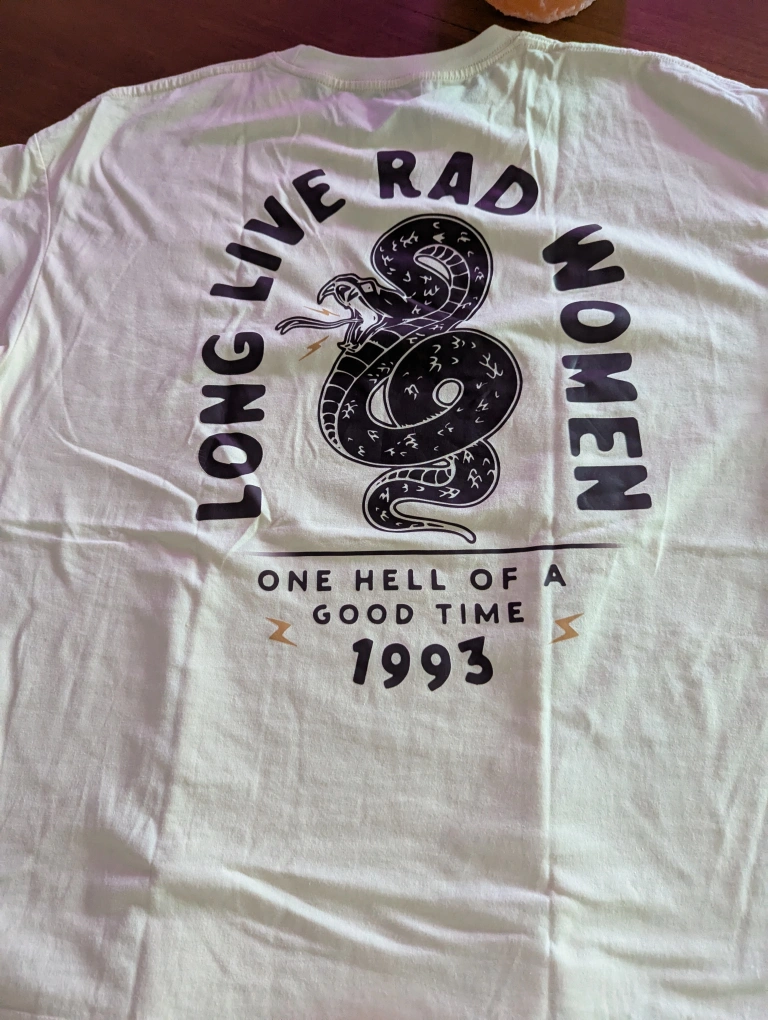 LONG LIVE RAD WOMEN
ONE HELL OF A
GOOD TIME
1993